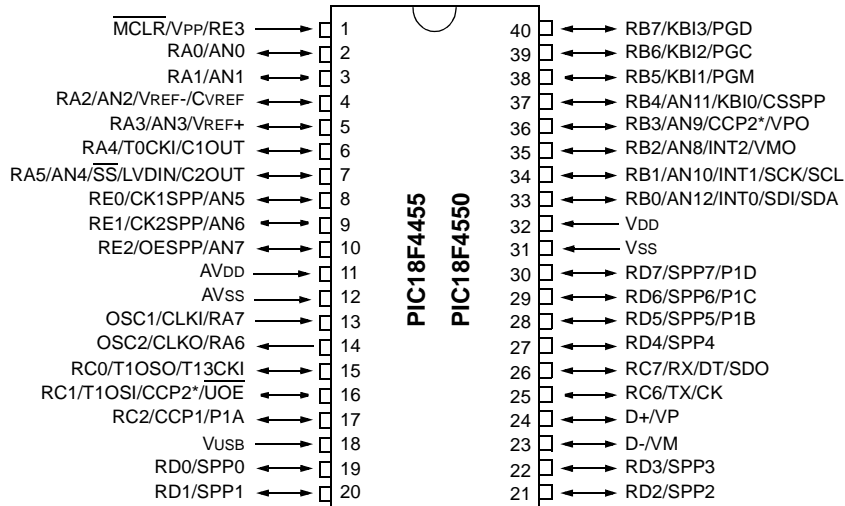 MCLR/VPP/RE3 1
RA0/AN0 2
RA1/AN1 3
RA2/AN2/VREF-/CVREF 4
RA3/AN3/VREF+ 5
RA4/T0CKI/C1OUT 6
RA5/AN4/SS/LVDIN/C2OUT 7
RE0/CK1SPP/AN5 8
RE1/CK2SPP/AN6 9
RE2/OESPP/AN7 10
AVDD 11
AVSS 12
OSC1/CLKI/RA7 13
OSC2/CLKO/RA6 14
RC0/T1OSO/T13CKI 15
RC1/T1OSI/CCP2*/UOE 16
RC2/CCP1/P1A 17
VUSB 18
RD0/SPP0 19
RD1/SPP1 20
PIC18F4455
PIC18F4550
40 RB7/KBI3/PGD
39 RB6/KBI2/PGC
38 RB5/KBI1/PGM
37 RB4/AN11/KBI0/CSSPP
36 RB3/AN9/CCP2*/VPO
35 RB2/AN8/INT2/VMO
34 RB1/AN10/INT1/SCK/SCL
33 RB0/AN12/INT0/SDI/SDA
32 VDD
31 VSS
30 RD7/SPP7/P1D
29 RD6/SPP6/P1C
28 RD5/SPP5/P1B
27 RD4/SPP4
26 RC7/RX/DT/SDO
25 RC6/TX/CK
24 D+/VP
23 D-/VM
22 RD3/SPP3
21 RD2/SPP2